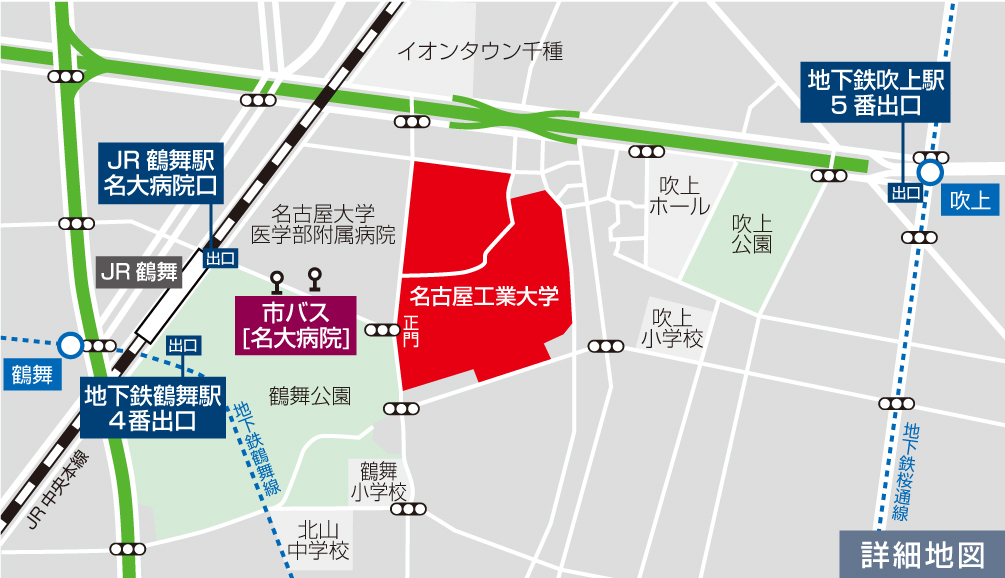 イオンタウン千種
地下鉄吹上駅
5番出口
JR 鶴舞駅
名大病院口
出口
吹上
吹上
ホール
吹上
公園
名古屋大学
医学部附属病院
出口
JR 鶴舞
市バス
[名大病院]
名古屋工業大学
正門
吹上
小学校
出口
鶴舞
地下鉄鶴舞駅
4番出口
鶴舞公園
地下鉄鶴舞線
地下鉄桜通線
JR 中央本線
鶴舞
小学校
北山
中学校
詳細地図